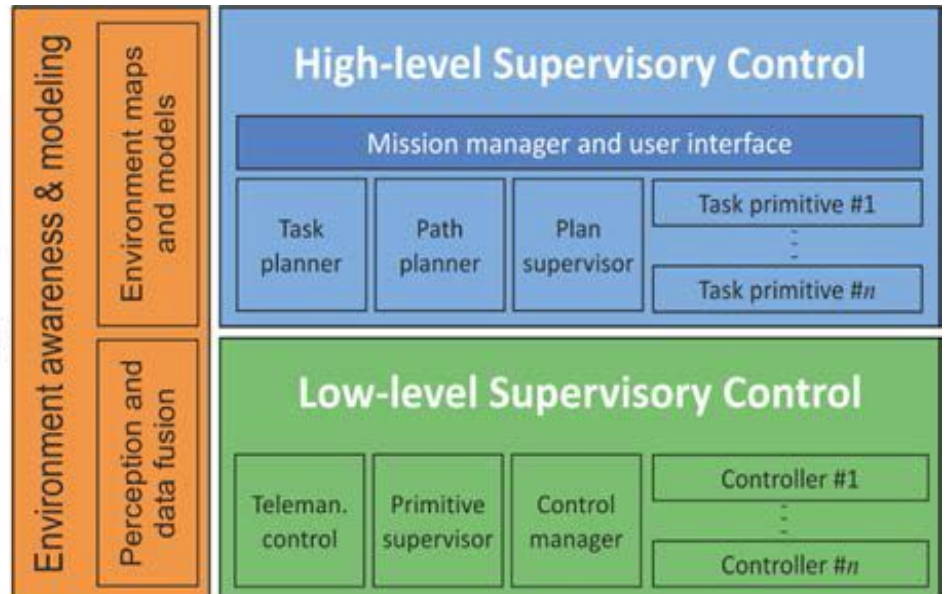 Environment awareness & modeling
Environment maps
and models
Perception and
data fusion
High-level Supervisory Control
Mission manager and user interface
Task
planner
Path
planner
Plan
supervisor
Task primitive #1
Task primitive #n
Low-level Supervisory Control
Teleman.
control
Primitive
supervisor
Control
manager
Controller #1
Controller #n